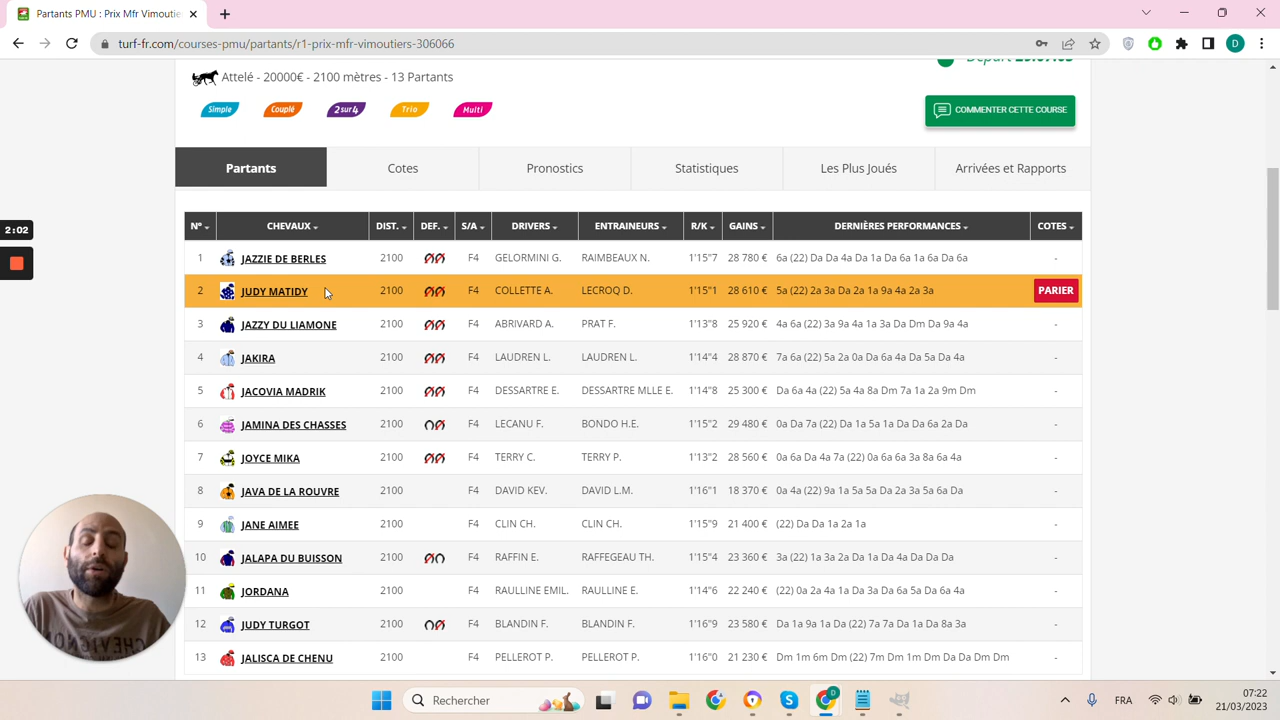 Partants PMU - Prix Mfr Vimoutiers
turf-fr.com/courses-pmu/partants/r1-prix-mfr-vimoutiers-306066
Attelé - 20000€ - 2100 mètres - 13 Partants
Simple Couplé 2sur4 Trio Multi
COMMENTER CETTE COURSE
Partants Cotes Pronostics Statistiques Les Plus Joués Arrivées et Rapports
N° CHEVAUX DIST. DEF. S/A DRIVERS ENTRAINEURS R/K GAINS DERNIÈRES PERFORMANCES COTES
1 JAZZIE DE BERLES 2100 F4 GELORMINI G. RAIMBEAUX N. 1'15"7 28 780 € 6a (22) Da Da 4a Da 1a Da 6a 1a 6a Da 6a -
2 JUDY MATIDY 2100 F4 COLLETTE A. LECROQ D. 1'15"1 28 610 € 5a (22) 2a 3a Da 2a 1a 9a 4a 2a 3a PARIER
3 JAZZY DU LIAMONE 2100 F4 ABRIVARD A. PRAT F. 1'13"8 25 920 € 4a 6a (22) 3a 9a 4a 1a 3a Da Dm Da 9a 4a -
4 JAKIRA 2100 F4 LAUDREN L. LAUDREN L. 1'14"4 28 870 € 7a 6a (22) 5a 2a 0a Da 6a 4a Da 5a Da 4a -
5 JACOVIA MADRIK 2100 F4 DESSARTRE E. DESSARTRE MLLE E. 1'14"8 25 300 € Da 6a 4a (22) 5a 4a 8a Dm 7a 1a 2a 9m Dm -
6 JAMINA DES CHASSES 2100 F4 LECANU F. BONDO H.E. 1'15"2 29 480 € 0a Da 7a (22) Da 1a 5a 1a Da Da 6a 2a Da -
7 JOYCE MIKA 2100 F4 TERRY C. TERRY P. 1'13"2 28 560 € 0a 6a Da 4a 7a (22) 0a 6a 6a 3a 8a 6a 4a -
8 JAVA DE LA ROUVRE 2100 F4 DAVID KEV. DAVID L.M. 1'16"1 18 370 € 0a 4a (22) 9a 1a 5a 5a Da 2a 3a 5a 6a Da -
9 JANE AIMEE 2100 F4 CLIN CH. CLIN CH. 1'15"9 21 400 € (22) Da Da 1a 2a 1a -
10 JALAPA DU BUISSON 2100 F4 RAFFIN E. RAFFEGEAU TH. 1'15"4 23 360 € 3a (22) 1a 3a 2a Da 1a Da 4a Da Da Da -
11 JORDANA 2100 F4 RAULLINE EMIL. RAULLINE E. 1'14"6 22 240 € (22) 0a 2a 4a 1a Da 3a Da 6a 5a Da 6a 4a -
12 JUDY TURGOT 2100 F4 BLANDIN F. BLANDIN F. 1'16"9 23 580 € Da 1a 9a 1a Da (22) 7a 7a Da 1a Da 8a 3a -
13 JALISCA DE CHENU 2100 F4 PELLEROT P. PELLEROT P. 1'16"0 21 230 € Dm 1m 6m Dm (22) 7m Dm 1m Dm Da Da Dm Dm -
2:02
CHEVIGNON
Rechercher
FRA
07:22
21/03/2023